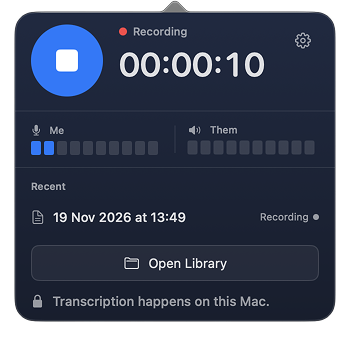 Recording
00:00:10
Me
Them
Recent
19 Nov 2026 at 13:49 Recording
Open Library
Transcription happens on this Mac.